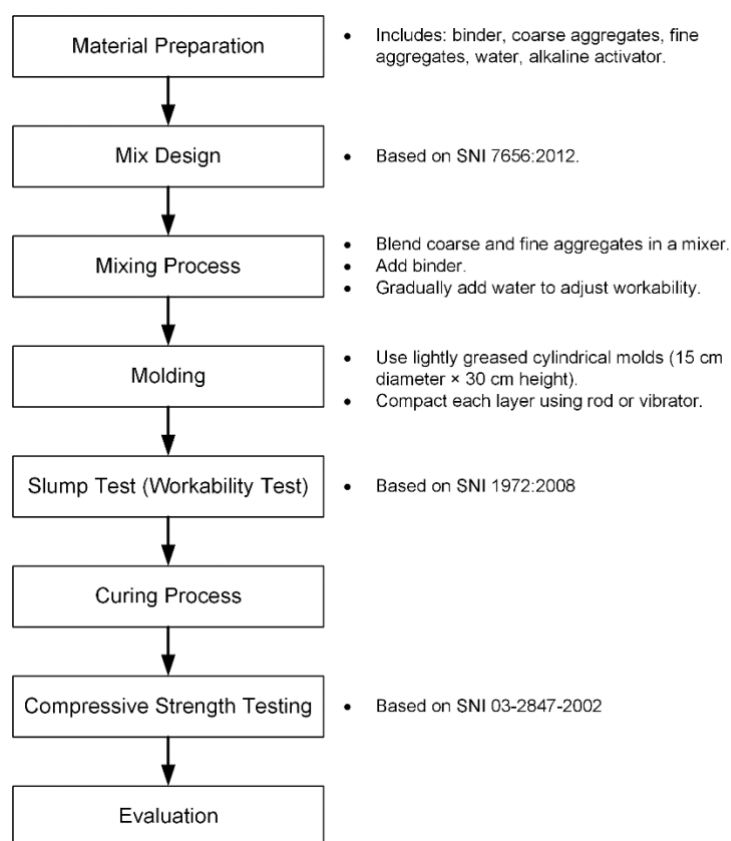 Material Preparation
• Includes: binder, coarse aggregates, fine
aggregates, water, alkaline activator.
Mix Design
• Based on SNI 7656:2012.
Mixing Process
• Blend coarse and fine aggregates in a mixer.
• Add binder.
• Gradually add water to adjust workability.
Molding
• Use lightly greased cylindrical molds (15 cm
diameter × 30 cm height).
• Compact each layer using rod or vibrator.
Slump Test (Workability Test)
• Based on SNI 1972:2008
Curing Process
Compressive Strength Testing
• Based on SNI 03-2847-2002
Evaluation